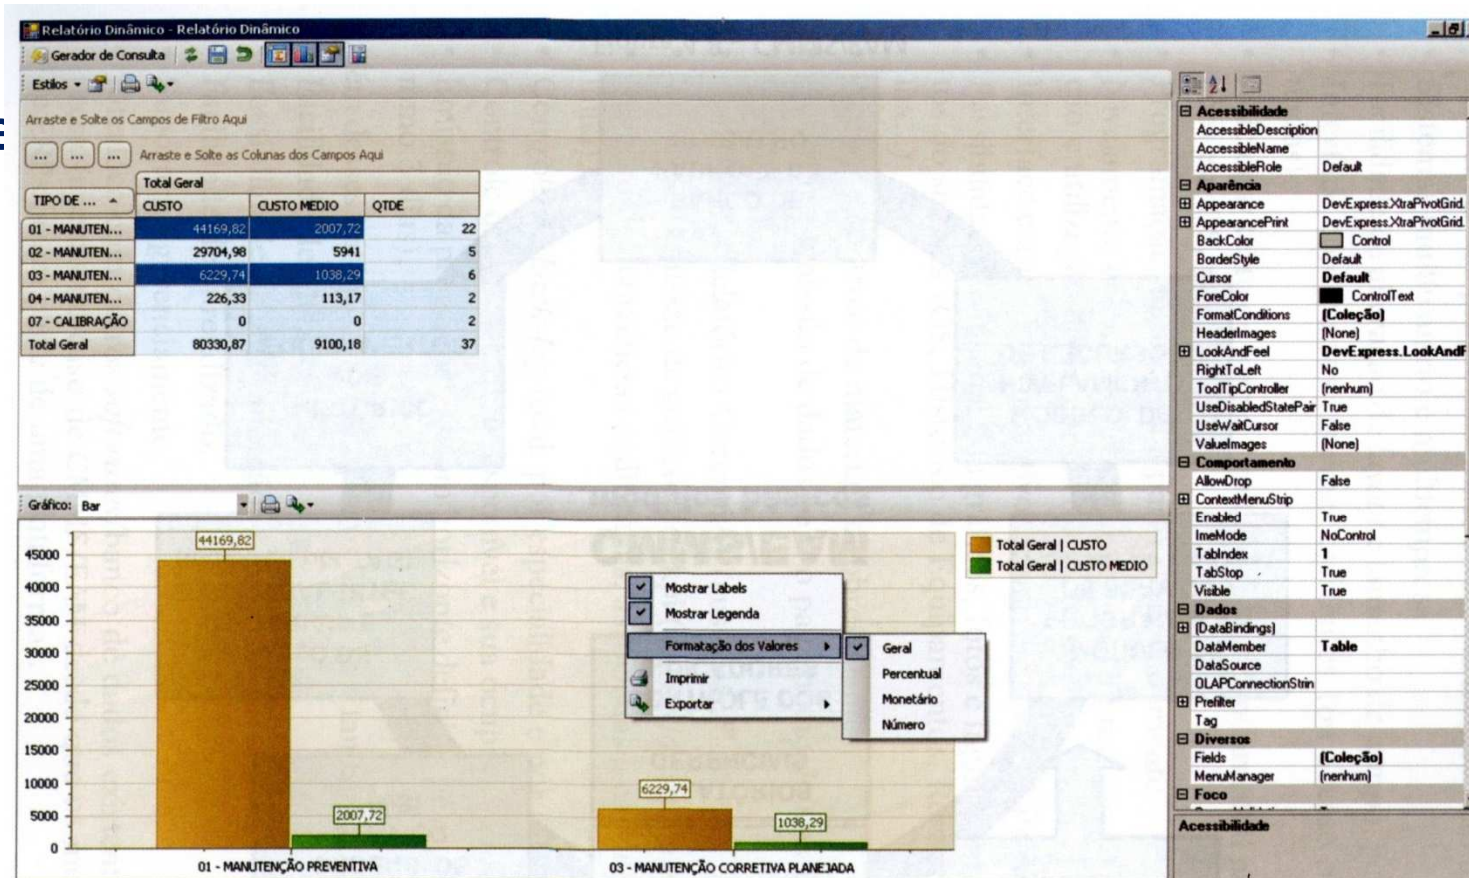 Relatório Dinâmico - Relatório Dinâmico
Gerador de Consulta
Estilos
Arraste e Solte os Campos de Filtro Aqui
... ... ... Arraste e Solte as Colunas dos Campos Aqui
Total Geral
TIPO DE ... CUSTO CUSTO MEDIO QTDE
01 - MANUTEN... 44169,82 2007,72 22
02 - MANUTEN... 29704,98 5941 5
03 - MANUTEN... 6229,74 1038,29 6
04 - MANUTEN... 226,33 113,17 2
07 - CALIBRAÇÃO 0 0 2
Total Geral 80330,87 9100,18 37
Gráfico: Bar
44169,82
45000
40000
35000
30000
25000
20000
15000
10000
5000
0
2007,72
6229,74
1038,29
01 - MANUTENÇÃO PREVENTIVA
03 - MANUTENÇÃO CORRETIVA PLANEJADA
Total Geral | CUSTO
Total Geral | CUSTO MEDIO
Mostrar Labels
Mostrar Legenda
Formatação dos Valores
Imprimir
Exportar
Geral
Percentual
Monetário
Número
Acessibilidade
AccessibleDescription
AccessibleName
AccessibleRole Default
Aparência
Appearance DevExpress.XtraPivotGrid.
AppearancePrint DevExpress.XtraPivotGrid.
BackColor Control
BorderStyle Default
Cursor Default
ForeColor ControlText
FormatConditions (Coleção)
HeaderImages (None)
LookAndFeel DevExpress.LookAndF
RightToLeft No
ToolTipController (nenhum)
UseDisabledStatePair True
UseWaitCursor False
ValueImages (None)
Comportamento
AllowDrop False
ContextMenuStrip
Enabled True
ImeMode NoControl
TabIndex 1
TabStop True
Visible True
Dados
(DataBindings)
DataMember Table
DataSource
OLAPConnectionStrin
Prefilter
Tag
Diversos
Fields (Coleção)
MenuManager (nenhum)
Foco
Acessibilidade